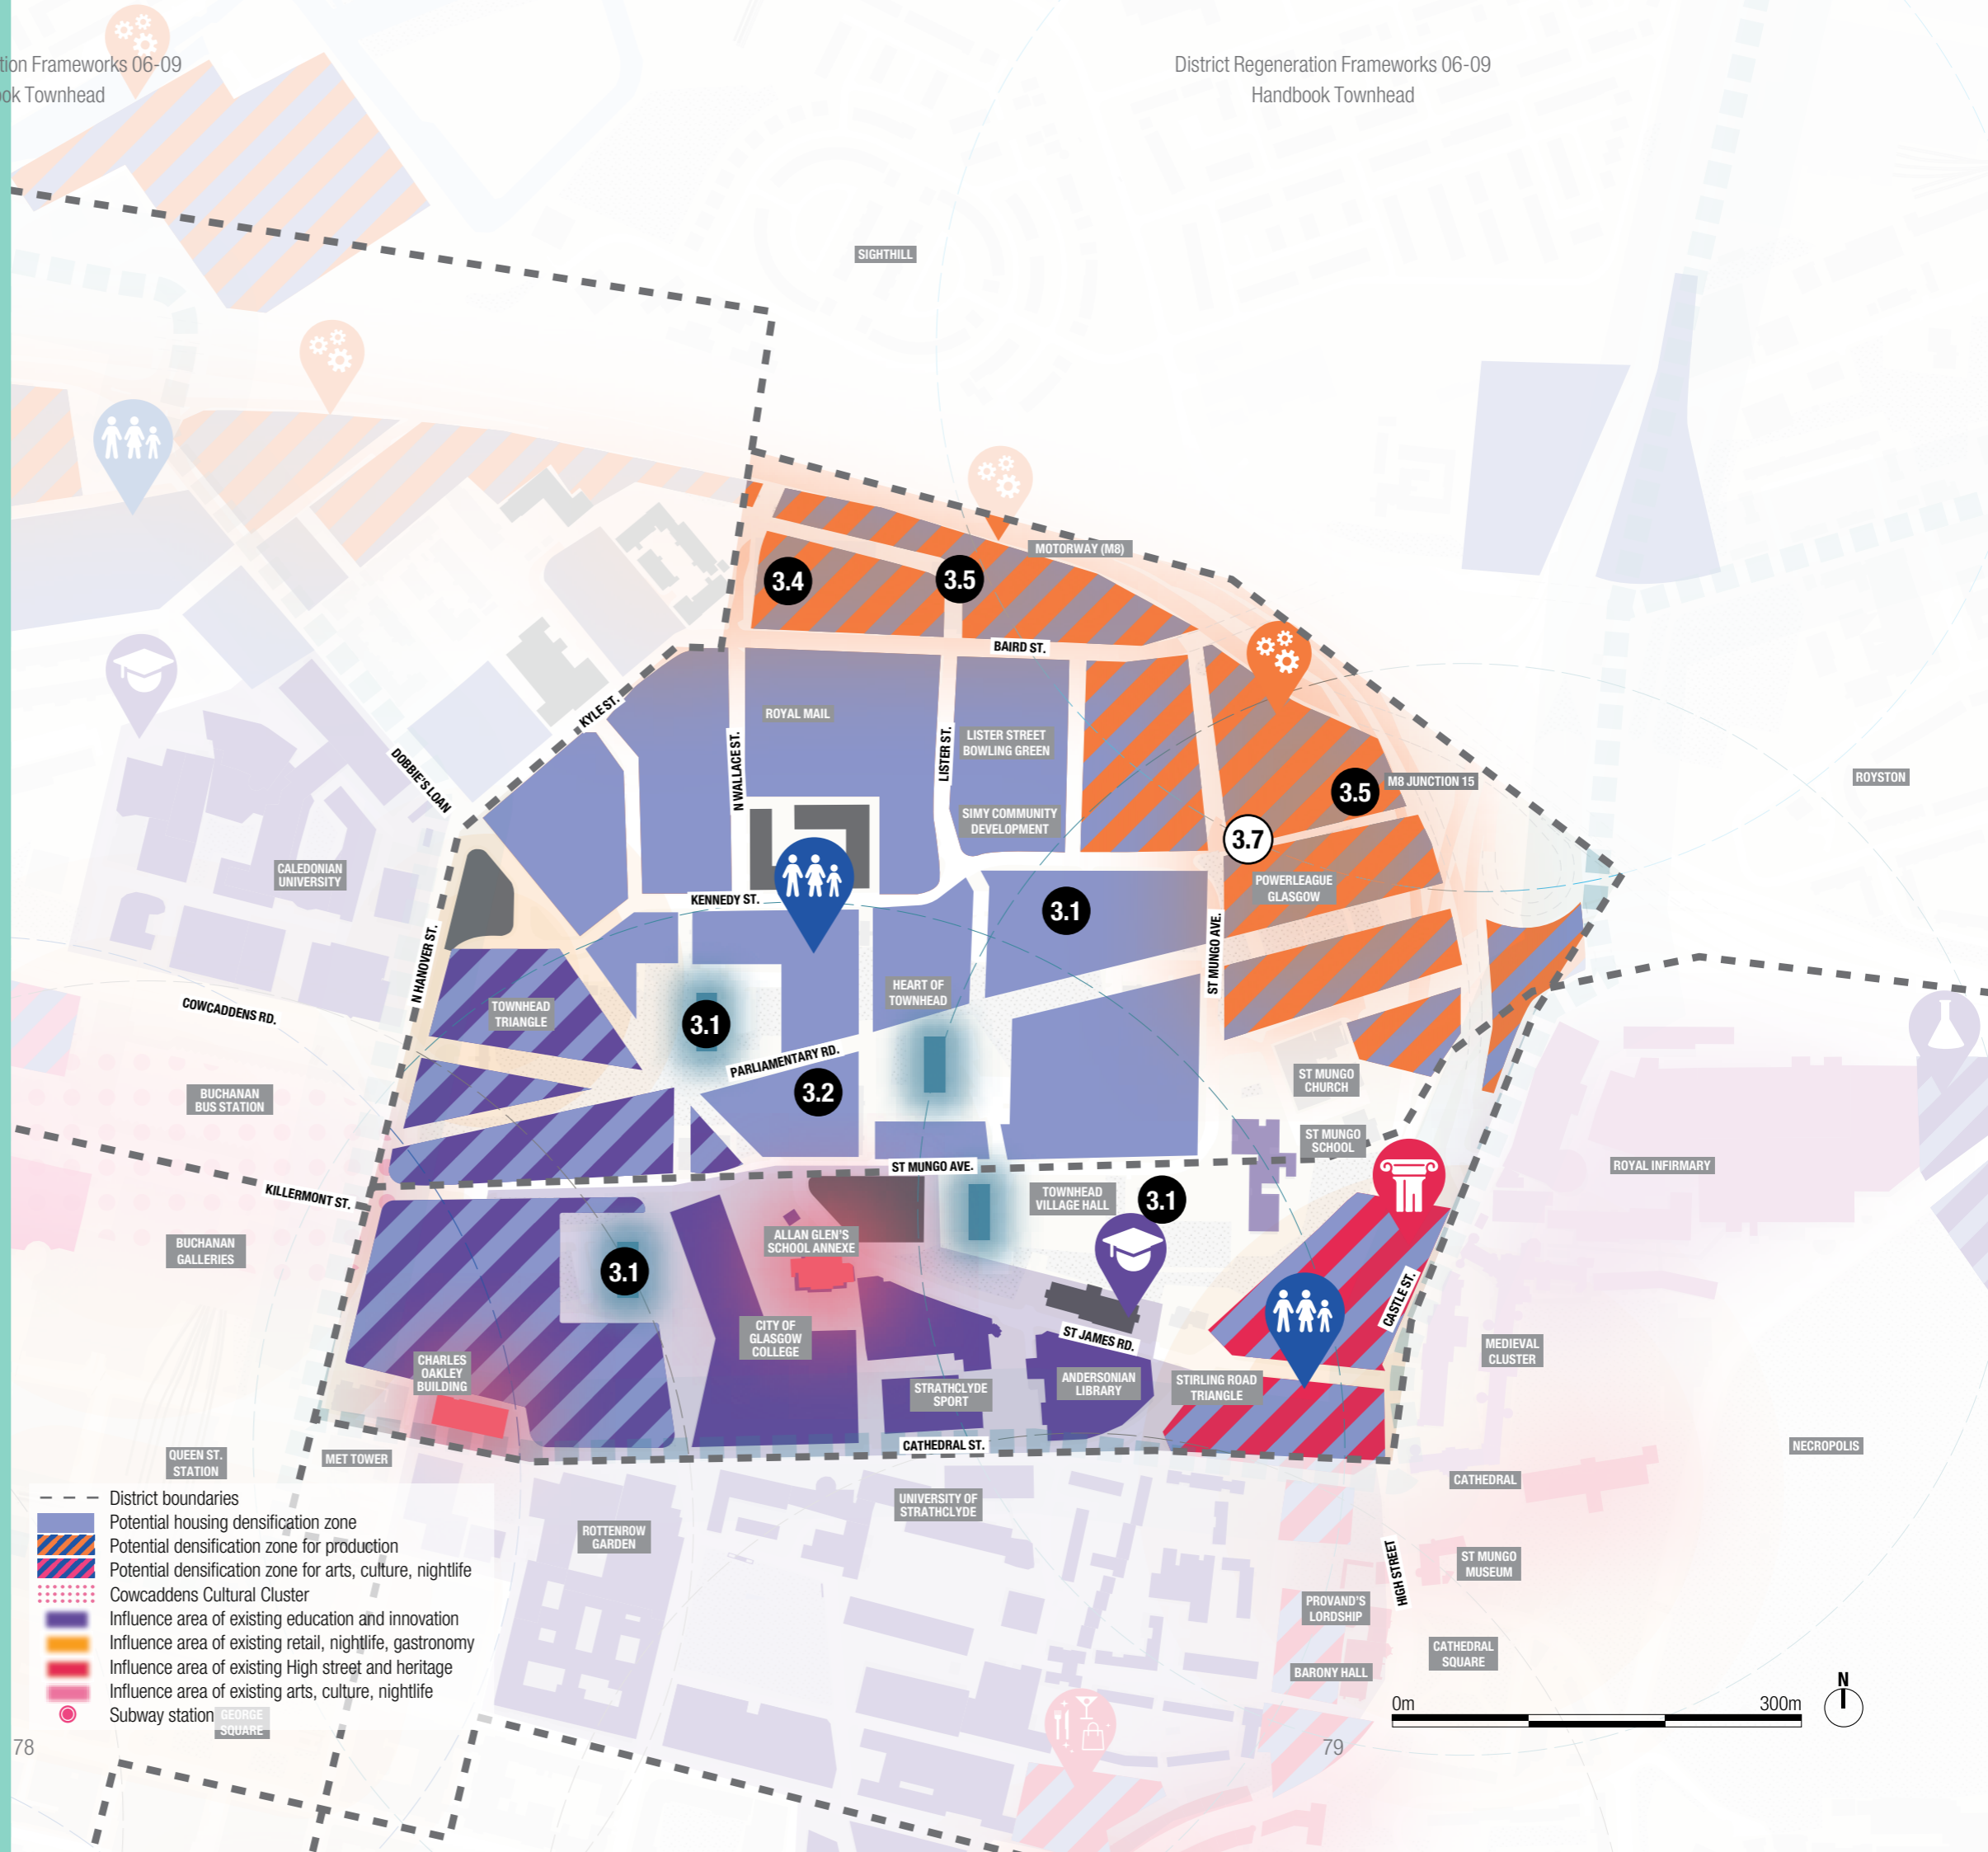 tion Frameworks 06-09
ok Townhead
District Regeneration Frameworks 06-09
Handbook Townhead
SIGHTHILL
MOTORWAY (M8)
3.4
3.5
BAIRD ST.
KYLE ST.
ROYAL MAIL
N WALLACE ST.
LISTER ST.
LISTER STREET
BOWLING GREEN
DOBBIE'S LOAN
3.5
M8 JUNCTION 15
ROYSTON
SIMY COMMUNITY
DEVELOPMENT
3.7
CALEDONIAN
UNIVERSITY
KENNEDY ST.
POWERLEAGUE
GLASGOW
3.1
N HANOVER ST.
ST MUNGO AVE.
HEART OF
TOWNHEAD
COWCADDENS RD.
TOWNHEAD
TRIANGLE
3.1
PARLIAMENTARY RD.
3.2
ST MUNGO
CHURCH
BUCHANAN
BUS STATION
ST MUNGO
SCHOOL
ST MUNGO AVE.
ROYAL INFIRMARY
KILLERMONT ST.
TOWNHEAD
VILLAGE HALL
3.1
BUCHANAN
GALLERIES
ALLAN GLEN'S
SCHOOL ANNEXE
3.1
CASTLE ST.
CITY OF
GLASGOW
COLLEGE
ST JAMES RD.
MEDIEVAL
CLUSTER
CHARLES
OAKLEY
BUILDING
STRATHCLYDE
SPORT
ANDERSONIAN
LIBRARY
STIRLING ROAD
TRIANGLE
CATHEDRAL ST.
NECROPOLIS
QUEEN ST.
STATION
MET TOWER
CATHEDRAL
UNIVERSITY OF
STRATHCLYDE
ROTTENROW
GARDEN
HIGH STREET
ST MUNGO
MUSEUM
PROVAND'S
LORDSHIP
CATHEDRAL
SQUARE
BARONY HALL
District boundaries
Potential housing densification zone
Potential densification zone for production
Potential densification zone for arts, culture, nightlife
Cowcaddens Cultural Cluster
Influence area of existing education and innovation
Influence area of existing retail, nightlife, gastronomy
Influence area of existing High street and heritage
Influence area of existing arts, culture, nightlife
Subway station
GEORGE
SQUARE
0m
300m
N
78
79